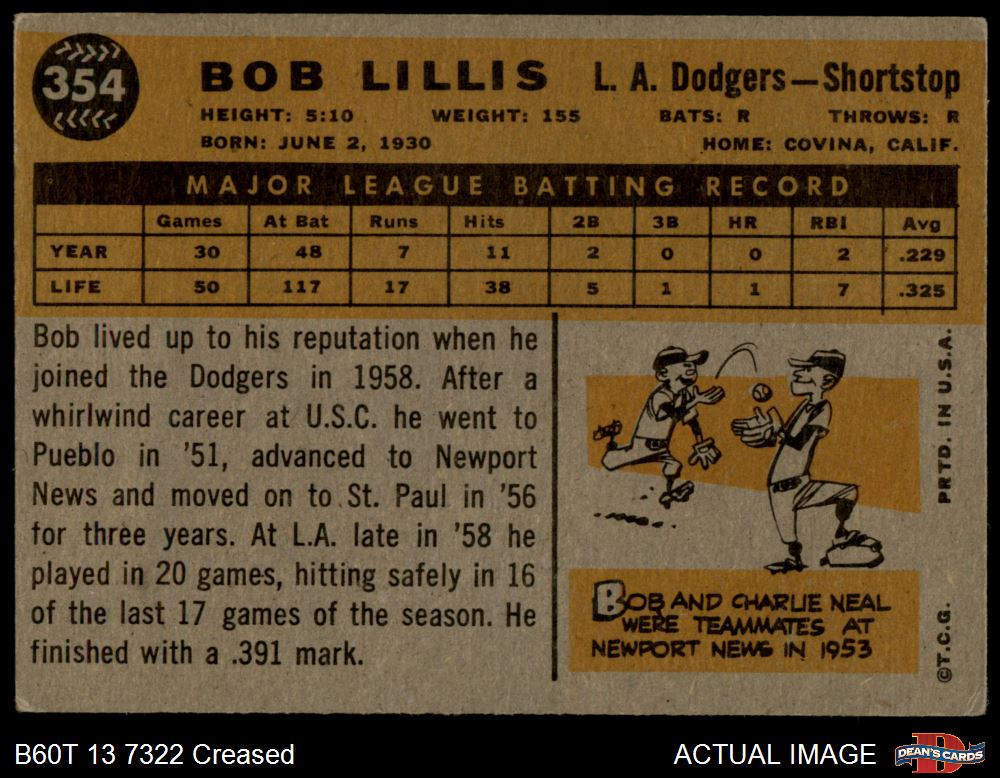 354
BOB LILLIS L. A. Dodgers—Shortstop
HEIGHT: 5:10 WEIGHT: 155 BATS: R THROWS: R
BORN: JUNE 2, 1930 HOME: COVINA, CALIF.
MAJOR LEAGUE BATTING RECORD
Games At Bat Runs Hits 2B 3B HR RBI Avg
YEAR 30 48 7 11 2 0 0 2 .229
LIFE 50 117 17 38 5 1 1 7 .325
Bob lived up to his reputation when he
joined the Dodgers in 1958. After a
whirlwind career at U.S.C. he went to
Pueblo in '51, advanced to Newport
News and moved on to St. Paul in '56
for three years. At L.A. late in '58 he
played in 20 games, hitting safely in 16
of the last 17 games of the season. He
finished with a .391 mark.
BOB AND CHARLIE NEAL
WERE TEAMMATES AT
NEWPORT NEWS IN 1953
©T.C.G. PRTD. IN U.S.A.
B60T 13 7322 Creased ACTUAL IMAGE DEAN'S CARDS